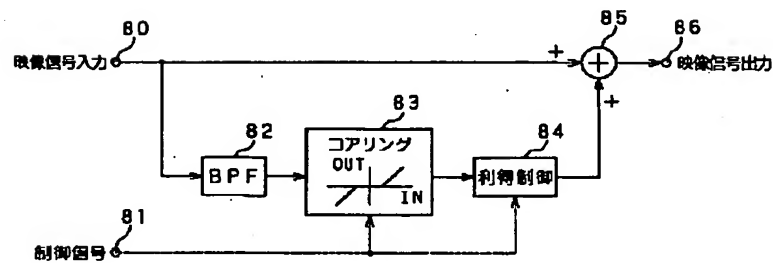 80
映像信号入力
85
86
映像信号出力
+
+
+
82
BPF
83
コアリング
OUT
IN
84
利得制御
81
制御信号